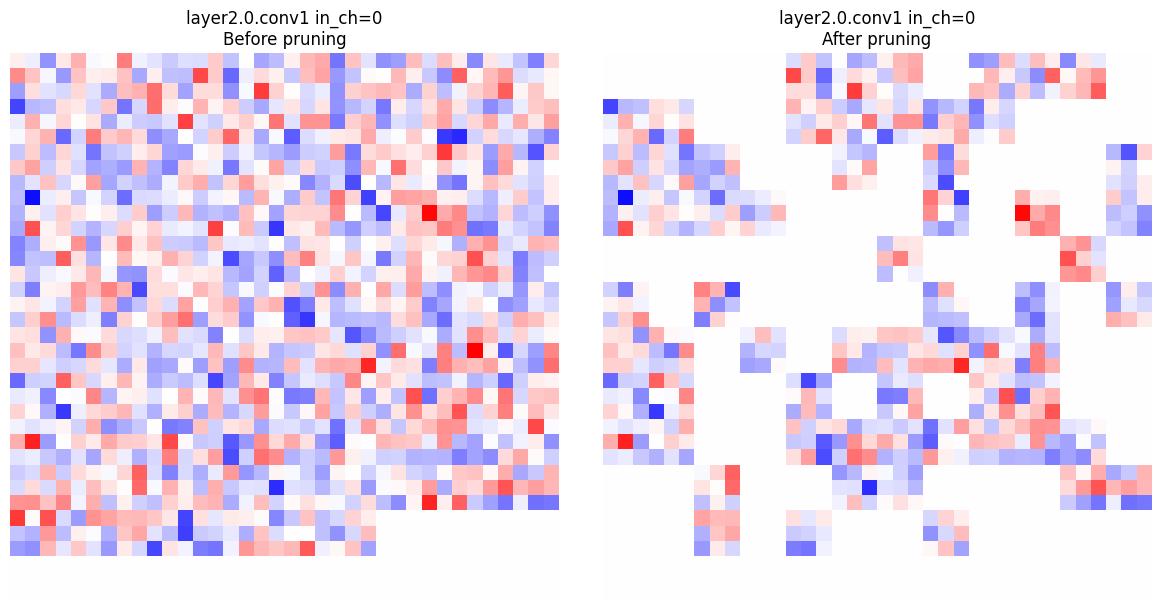 layer2.0.conv1 in_ch=0
Before pruning
layer2.0.conv1 in_ch=0
After pruning